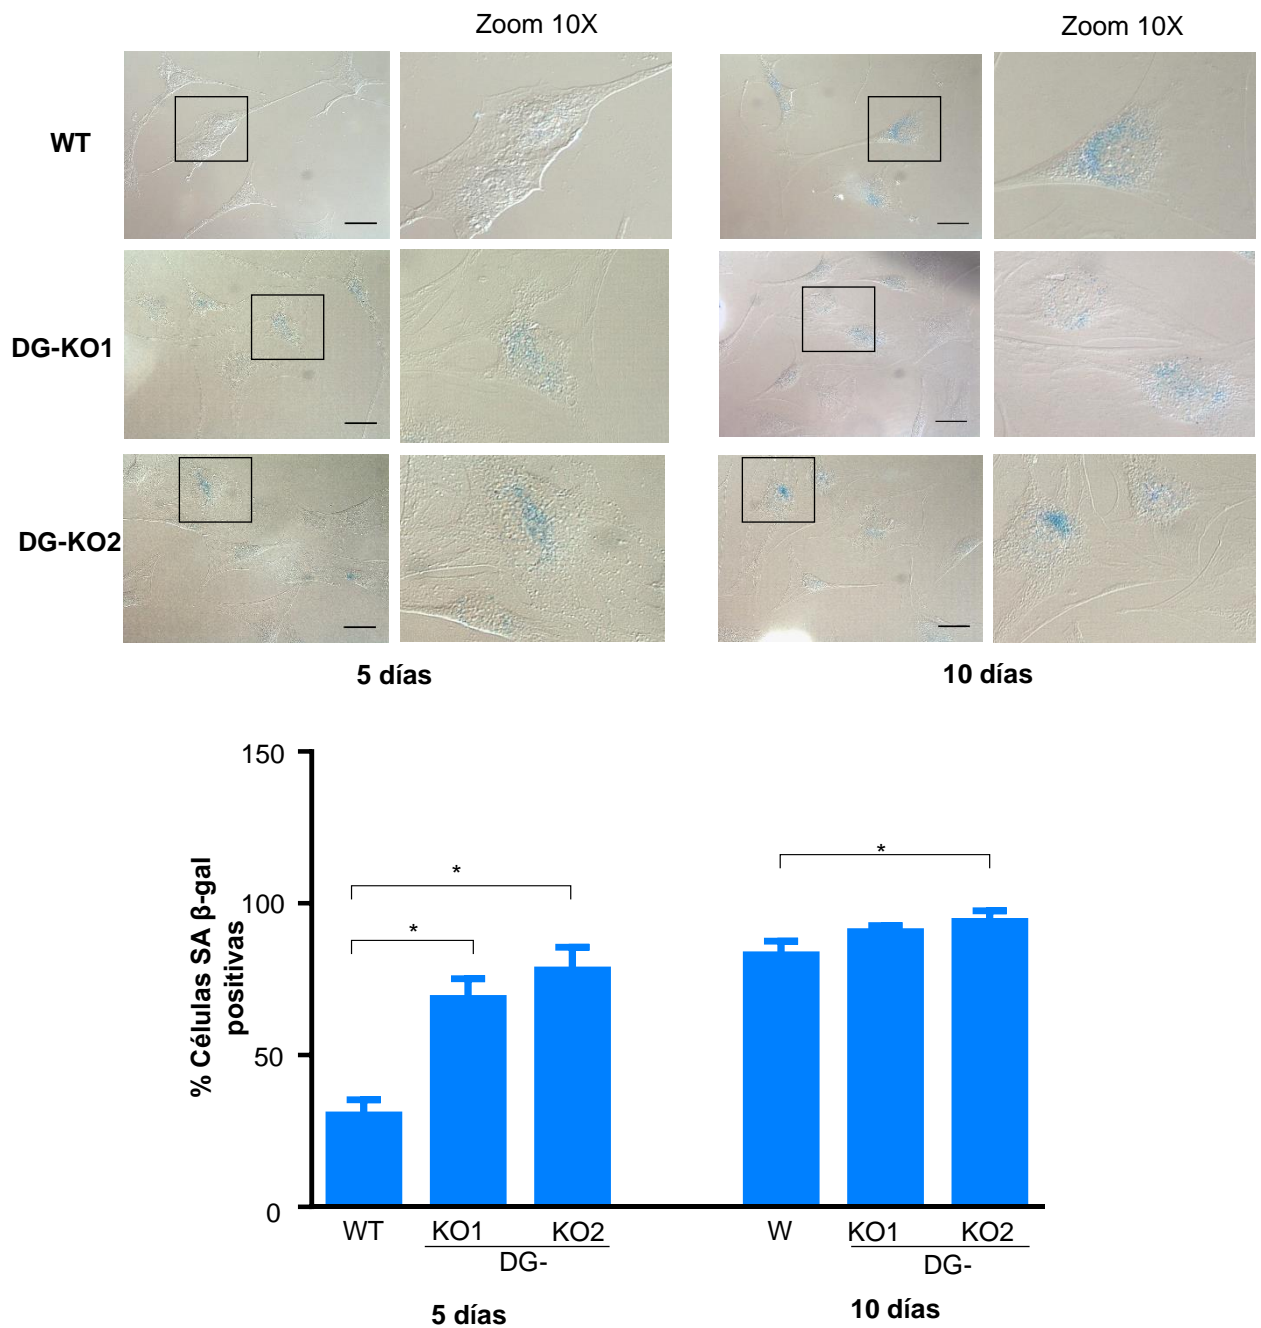 Zoom 10X
Zoom 10X
WT
DG-KO1
DG-KO2
5 días
10 días
150
100
50
0
% Células SA β-gal
positivas
*
*
*
WT
KO1
KO2
W
KO1
KO2
DG-
DG-
5 días
10 días